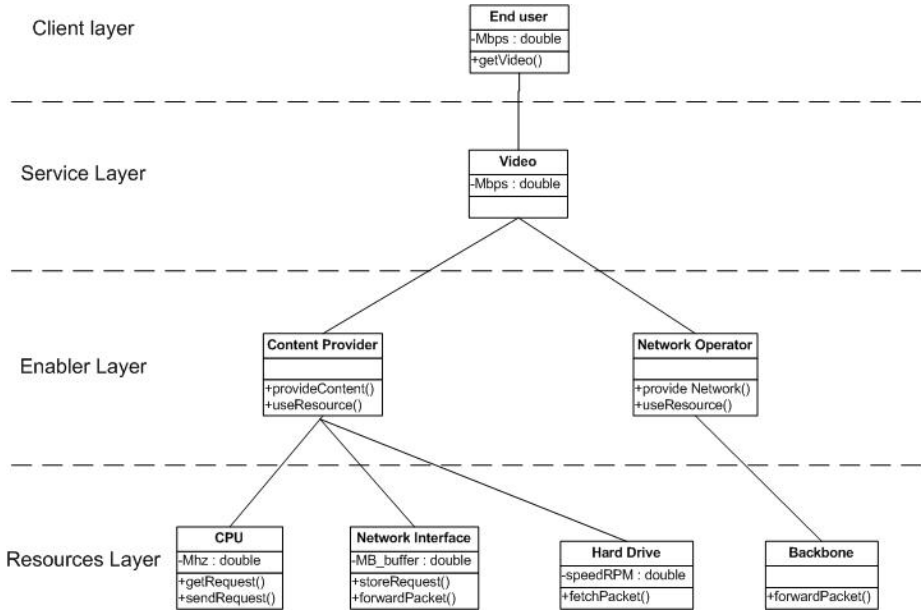 Client layer
End user
-Mbps : double
+getVideo()
Service Layer
Video
-Mbps : double
Enabler Layer
Content Provider
+provideContent()
+useResource()
Network Operator
+provide Network()
+useResource()
Resources Layer
CPU
-Mhz : double
+getRequest()
+sendRequest()
Network Interface
-MB_buffer : double
+storeRequest()
+forwardPacket()
Hard Drive
-speedRPM : double
+fetchPacket()
Backbone
+forwardPacket()